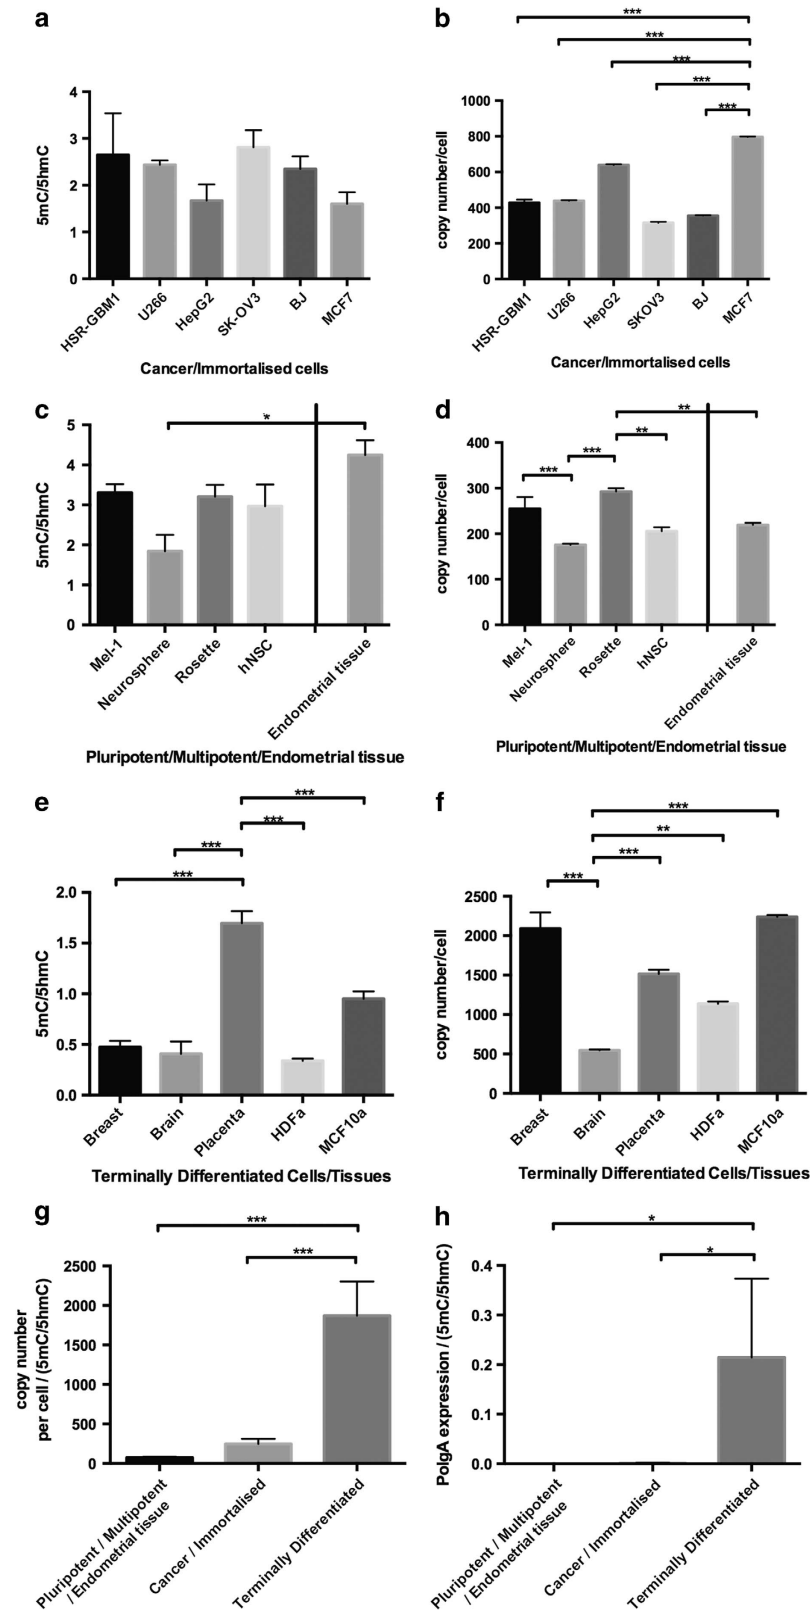 a
4
3
2
1
0
5mC/5hmC
HSR-GBM1
U266
HepG2
SK-OV3
BJ
MCF7
Cancer/Immortalised cells
b
***
***
***
***
***
1000
800
600
400
200
0
copy number/cell
HSR-GBM1
U266
HepG2
SKOV3
BJ
MCF7
Cancer/Immortalised cells
c
*
5
4
3
2
1
0
5mC/5hmC
Mel-1
Neurosphere
Rosette
hNSC
Endometrial tissue
Pluripotent/Multipotent/Endometrial tissue
d
**
**
***
***
400
300
200
100
0
copy number/cell
Mel-1
Neurosphere
Rosette
hNSC
Endometrial tissue
Pluripotent/Multipotent/Endometrial tissue
e
***
***
***
***
2.0
1.5
1.0
0.5
0.0
5mC/5hmC
Breast
Brain
Placenta
HDFa
MCF10a
Terminally Differentiated Cells/Tissues
f
***
**
***
***
2500
2000
1500
1000
500
0
copy number/cell
Breast
Brain
Placenta
HDFa
MCF10a
Terminally Differentiated Cells/Tissues
g
***
***
2500
2000
1500
1000
500
0
copy number
per cell / (5mC/5hmC)
Pluripotent / Multipotent
/ Endometrial tissue
Cancer / Immortalised
Terminally Differentiated
h
*
*
0.4
0.3
0.2
0.1
0.0
PolgA expression / (5mC/5hmC)
Pluripotent / Multipotent
/ Endometrial tissue
Cancer / Immortalised
Terminally Differentiated